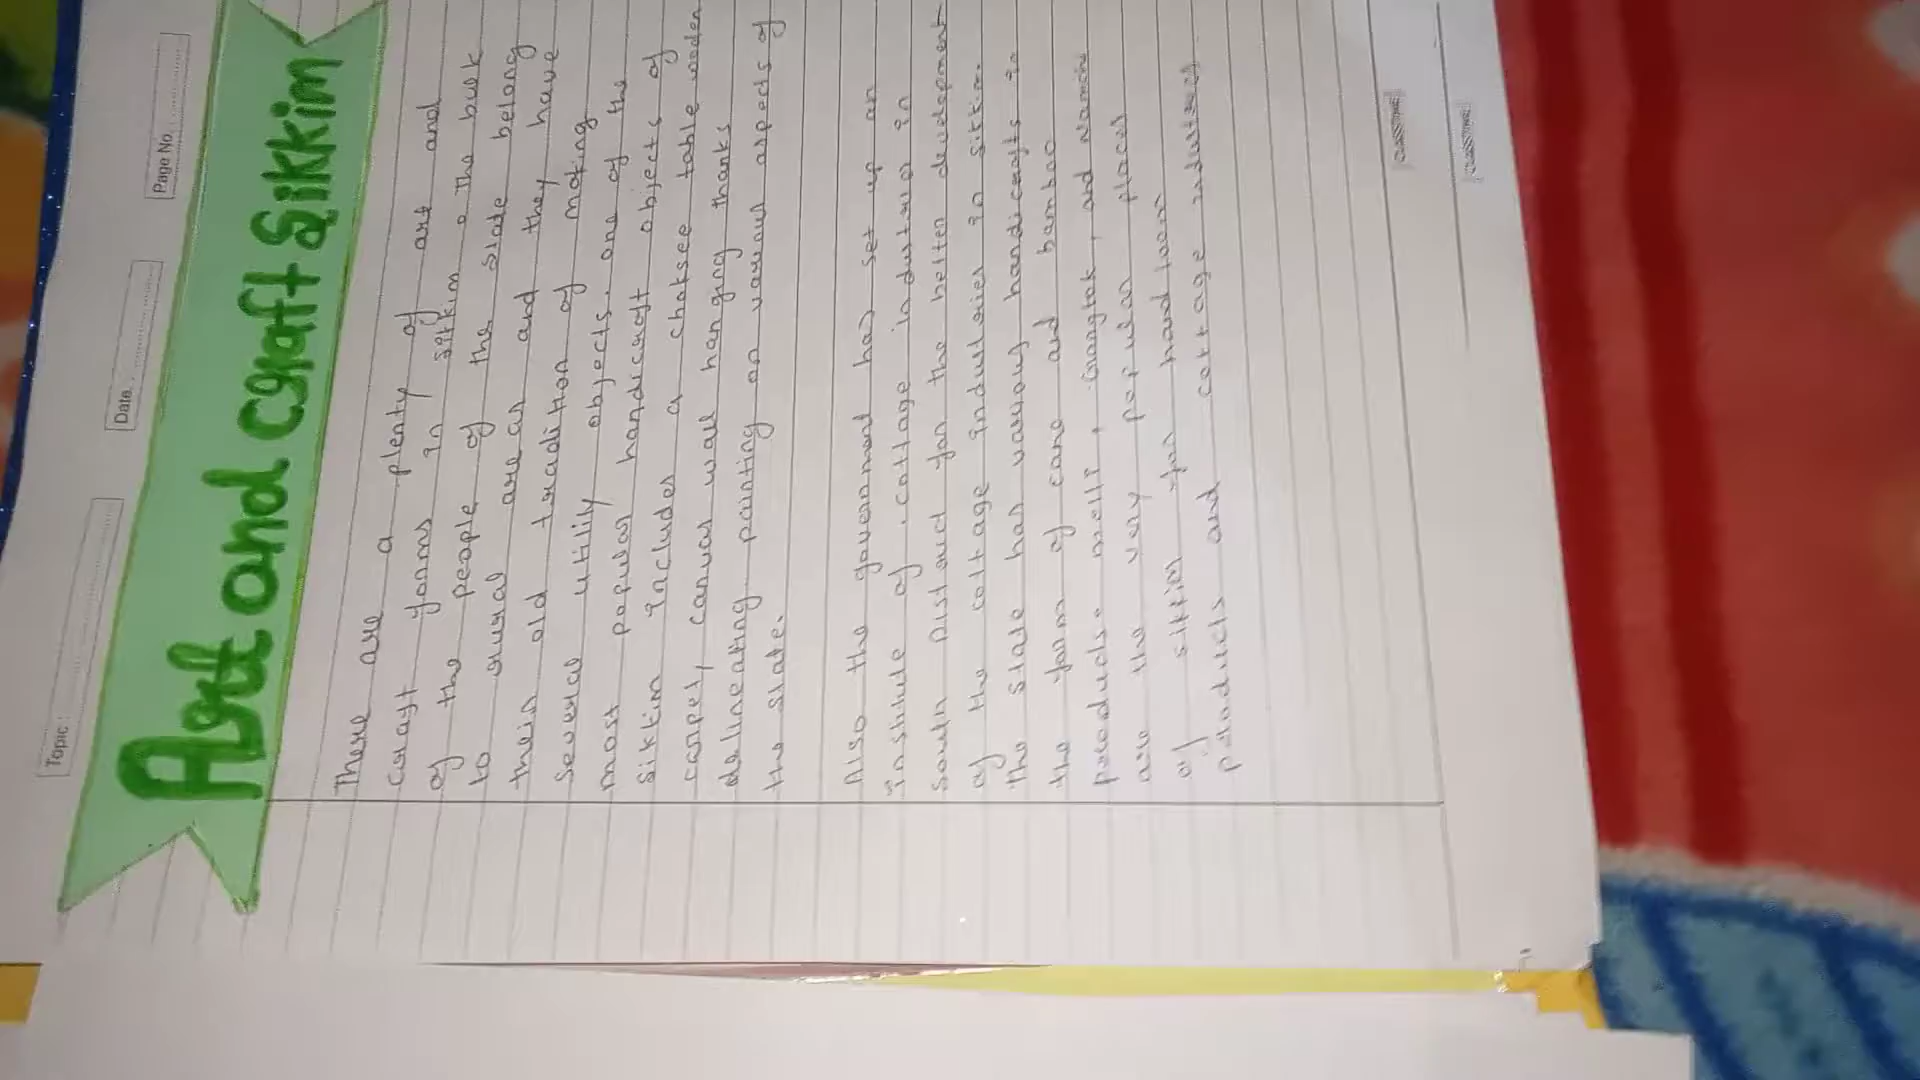 Topic :
Date :
Page No.
Art and craft Sikkim
There are a plenty of art and
craft forms in sikkim. The bulk
of the people of the state belong
to rural areas and they have
their old tradition of making
several utility objects. one of the
most popular handicraft objects of
Sikkim includes a choksee table wooden
carpet, canvas wall hanging thanks
delineating painting on various aspects of
the state.
Also the government has set up an
institute of cottage industries in
South District for the better development
of the cottage industries in sikkim.
The state has various handicrafts in
the form of cane and bamboo
products. melli, Gangtok, and Namchi
are the very popular places
of sikkim for handloom
products and cottage industries
classmate
classmate